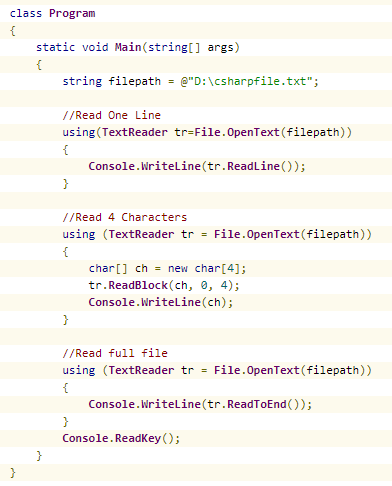 class Program
{
    static void Main(string[] args)
    {
        string filepath = @"D:\csharpfile.txt";

        //Read One Line
        using(TextReader tr=File.OpenText(filepath))
        {
            Console.WriteLine(tr.ReadLine());
        }

        //Read 4 Characters
        using (TextReader tr = File.OpenText(filepath))
        {
            char[] ch = new char[4];
            tr.ReadBlock(ch, 0, 4);
            Console.WriteLine(ch);
        }

        //Read full file
        using (TextReader tr = File.OpenText(filepath))
        {
            Console.WriteLine(tr.ReadToEnd());
        }
        Console.ReadKey();
    }
}